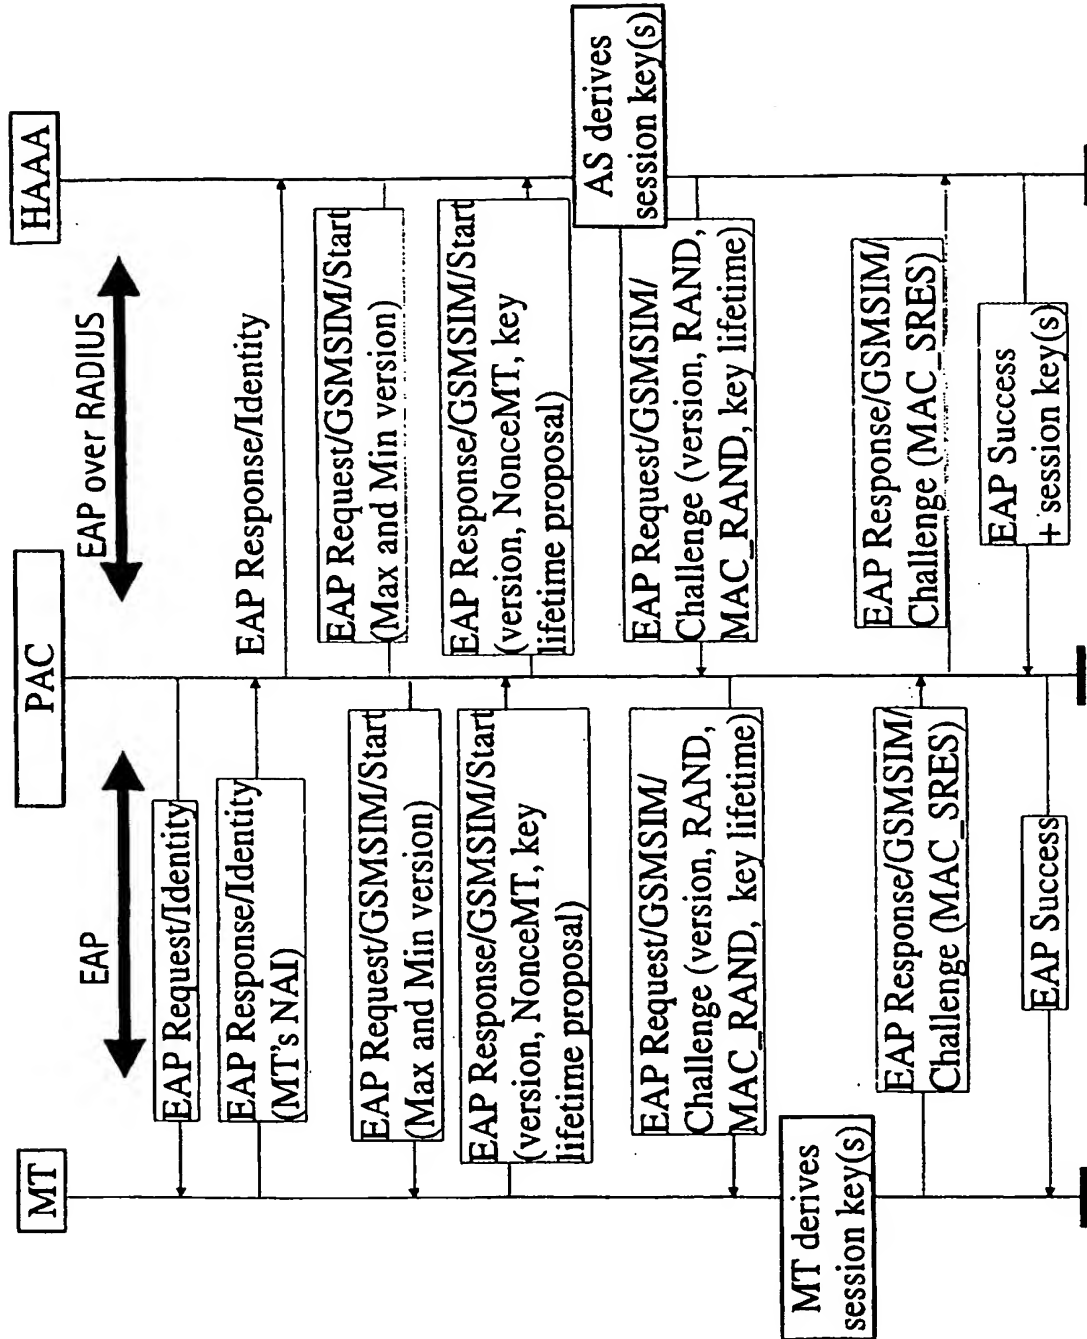 MT
PAC
HAAA
EAP
EAP over RADIUS
EAP Request/Identity
EAP Response/Identity
(MT's NAI)
EAP Response/Identity
EAP Request/GSMSIM/Start
(Max and Min version)
EAP Request/GSMSIM/Start
(Max and Min version)
EAP Response/GSMSIM/Start
(version, NonceMT, key
lifetime proposal)
EAP Response/GSMSIM/Start
(version, NonceMT, key
lifetime proposal)
AS derives
session key(s)
EAP Request/GSMSIM/
Challenge (version, RAND,
MAC_RAND, key lifetime)
EAP Request/GSMSIM/
Challenge (version, RAND,
MAC_RAND, key lifetime)
MT derives
session key(s)
EAP Response/GSMSIM/
Challenge (MAC_SRES)
EAP Response/GSMSIM/
Challenge (MAC_SRES)
EAP Success
+ session key(s)
EAP Success